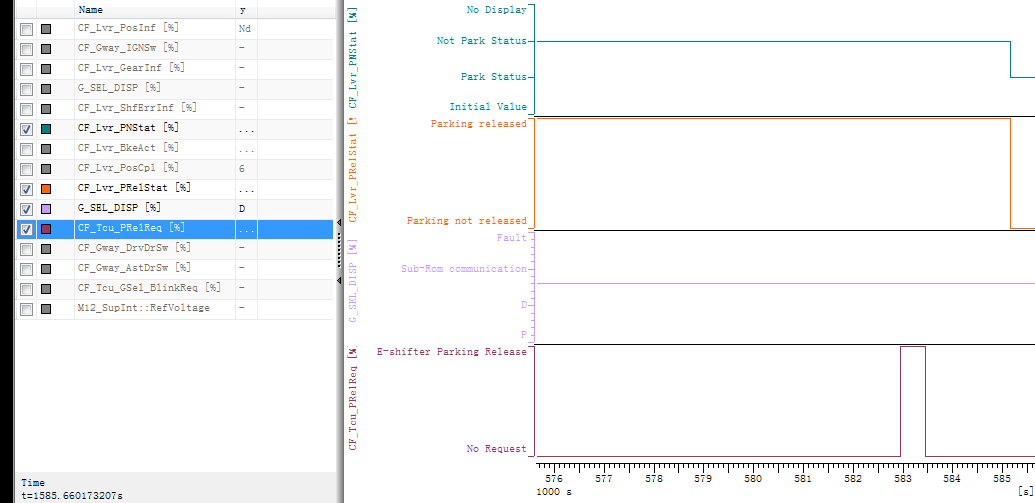 Name y
CF_Lvr_PosInf [%] Nd
CF_Gway_IGNSw [%] -
CF_Lvr_GearInf [%] -
G_SEL_DISP [%] -
CF_Lvr_ShfErrInf [%] -
CF_Lvr_PNStat [%] ...
CF_Lvr_BkeAct [%] ...
CF_Lvr_PosCpl [%] 6
CF_Lvr_PRelStat [%] ...
G_SEL_DISP [%] D
CF_Tcu_PRelReq [%] ...
CF_Gway_DrvDrSw [%] -
CF_Gway_AstDrSw [%] -
CF_Tcu_GSel_BlinkReq [%] -
M12_SupInt::RefVoltage -
Time
t=1585.660173207s
CF_Lvr_PNStat [%]
No Display
Not Park Status
Park Status
Initial Value
CF_Lvr_PRelStat [%]
Parking released
Parking not released
G_SEL_DISP [%]
Fault
Sub-Rom communication
D
P
CF_Tcu_PRelReq [%]
E-shifter Parking Release
No Request
576 577 578 579 580 581 582 583 584 585
1000 s [s]